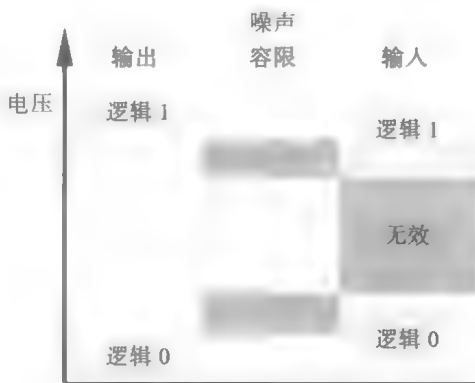 噪声
输出 容限 输人
电压 逻辑 1 逻辑 1
无效
逻辑 0 逻辑 0